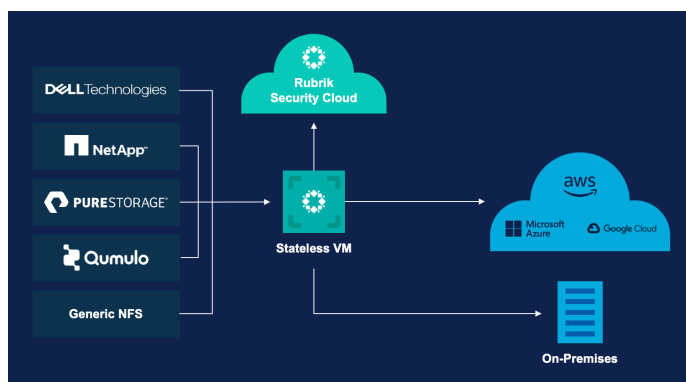 DELLTechnologies
NetApp
PURESTORAGE
Qumulo
Generic NFS
Rubrik
Security Cloud
Stateless VM
aws
Microsoft
Azure
Google Cloud
On-Premises